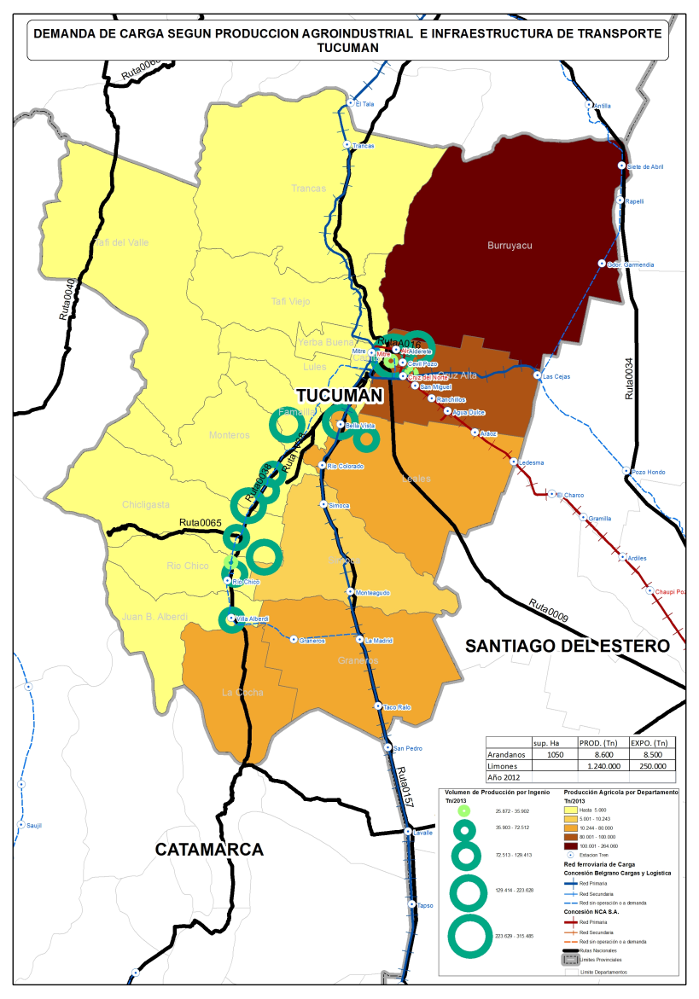 DEMANDA DE CARGA SEGUN PRODUCCION AGROINDUSTRIAL E INFRAESTRUCTURA DE TRANSPORTE
TUCUMAN
Ruta0068
El Tala
Antilla
Trancas
Siete de Abril
Trancas
Rapelli
Tafi del Valle
Burruyacu
Gdor. Garmendia
Ruta0040
Tafi Viejo
Yerba Buena
RutaA016
Mitre
Mitre
Alderete
Cevil Pozo
Lules
Cruz del Norte
Cruz Alta
Las Cejas
Ruta0034
San Miguel
TUCUMAN
Ranchillos
Famailla
Agua Dulce
Bella Vista
Monteros
Araoz
Ledesma
Rio Colorado
Pozo Hondo
Ruta0038
Leales
El Charco
Chicligasta
Simoca
Gramilla
Ruta0065
Ardiles
Rio Chico
Rio Chico
Monteagudo
Chaupi Poz
Ruta0009
Juan B. Alberdi
Villa Alberdi
Graneros
La Madrid
SANTIAGO DEL ESTERO
Graneros
La Cocha
Taco Ralo
San Pedro
Ruta0157
Saujil
Lavalle
CATAMARCA
Tapso
sup. Ha PROD. (Tn) EXPO. (Tn)
Arandanos 1050 8.600 8.500
Limones 1.240.000 250.000
Año 2012
Volumen de Producción por Ingenio
Tn/2013
25.872 - 35.902
35.903 - 72.512
72.513 - 129.413
129.414 - 223.628
223.629 - 315.485
Producción Agricola por Departamento
Tn/2013
Hasta 5.000
5.001 - 10.243
10.244 - 80.000
80.001 - 100.000
100.001 - 264.060
Estacion Tren
Red ferroviaria de Carga
Concesión Belgrano Cargas y Logística
Red Primaria
Red Secundaria
Red sin operación o a demanda
Concesión NCA S.A.
Red Primaria
Red Secundaria
Red sin operación o a demanda
Rutas Nacionales
Límites Provinciales
Límite Departamentos